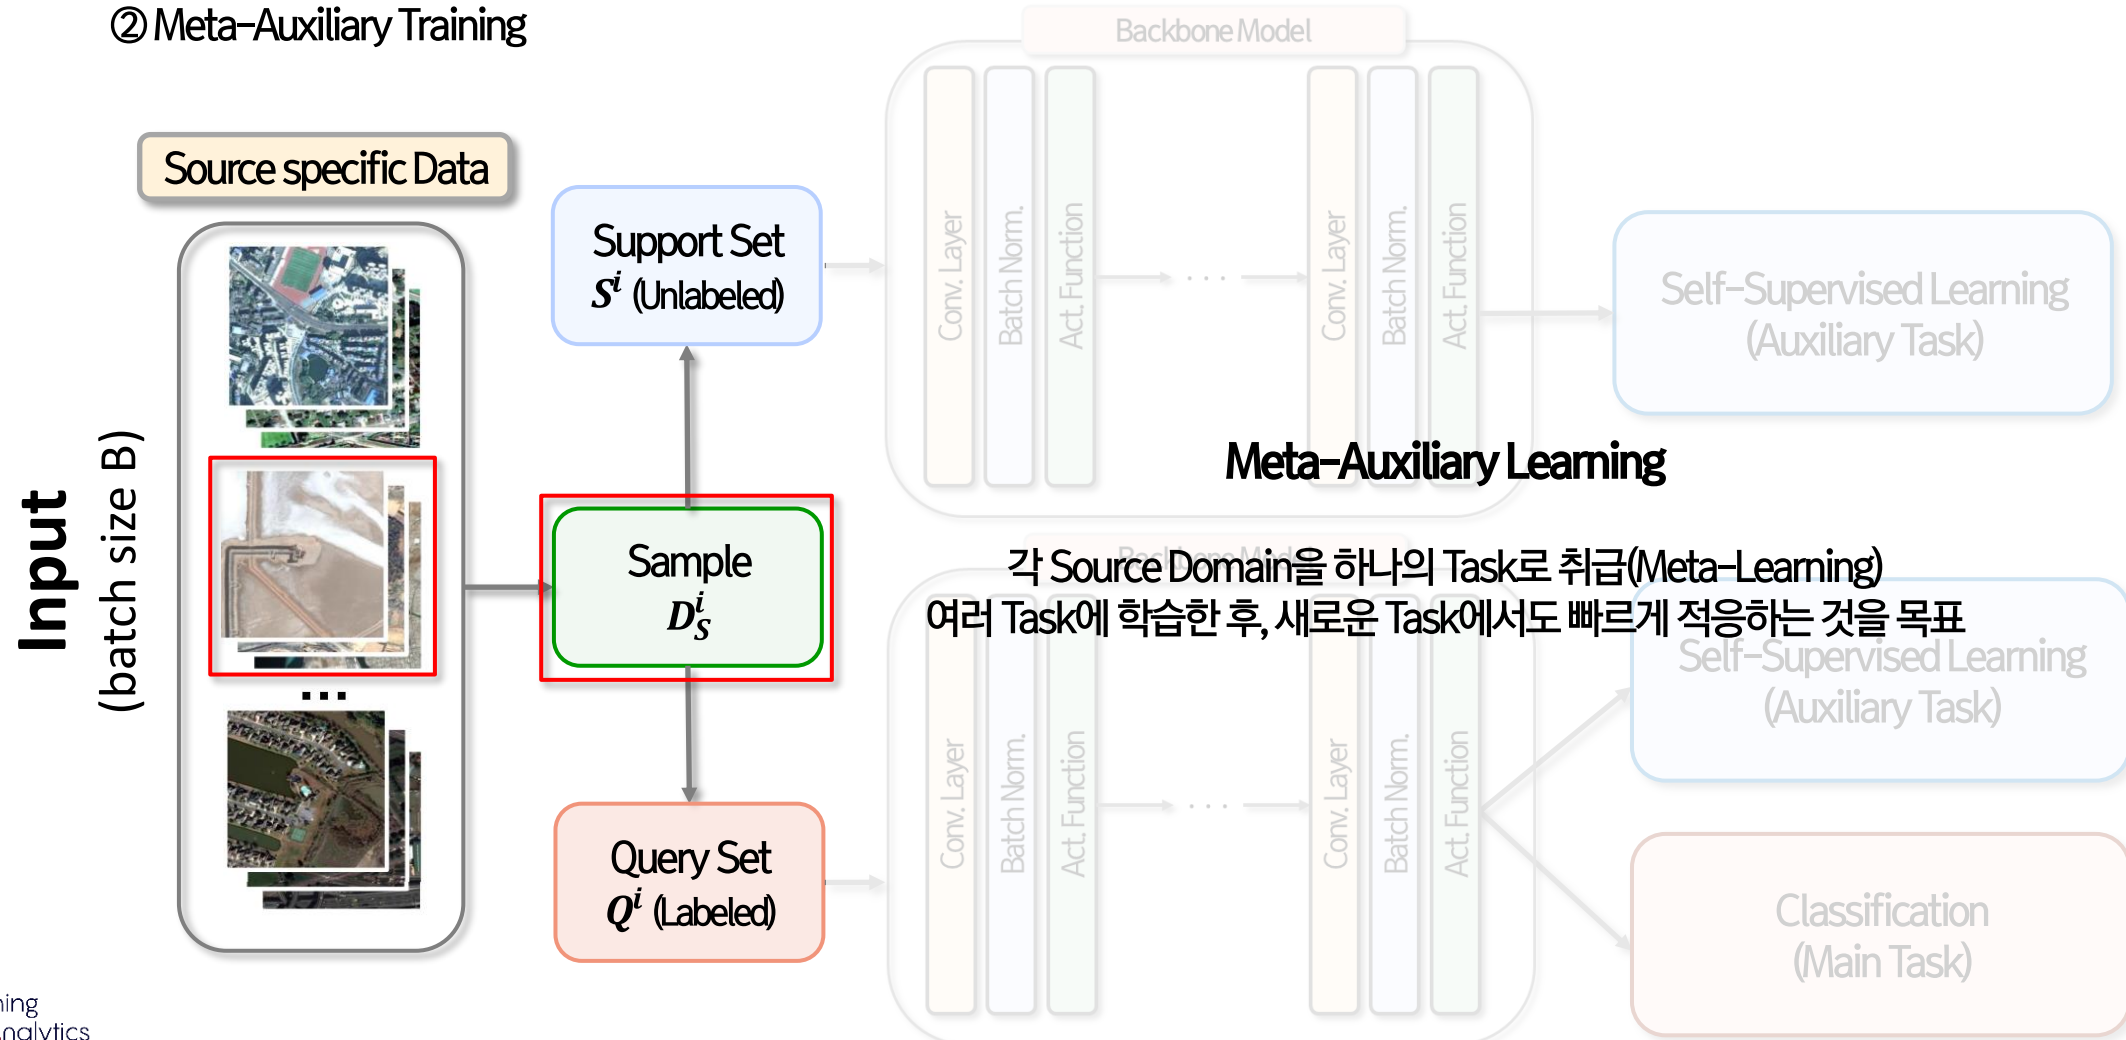 ② Meta-Auxiliary Training
Source specific Data
Input
(batch size B)
...
Sample
D_S^i
Support Set
S^i (Unlabeled)
Query Set
Q^i (Labeled)
Backbone Model
Conv. Layer
Batch Norm.
Act. Function
...
Conv. Layer
Batch Norm.
Act. Function
Self-Supervised Learning
(Auxiliary Task)
Meta-Auxiliary Learning
각 Source Domain을 하나의 Task로 취급(Meta-Learning)
여러 Task에 학습한 후, 새로운 Task에서도 빠르게 적응하는 것을 목표
Backbone Model
Conv. Layer
Batch Norm.
Act. Function
...
Conv. Layer
Batch Norm.
Act. Function
Self-Supervised Learning
(Auxiliary Task)
Classification
(Main Task)